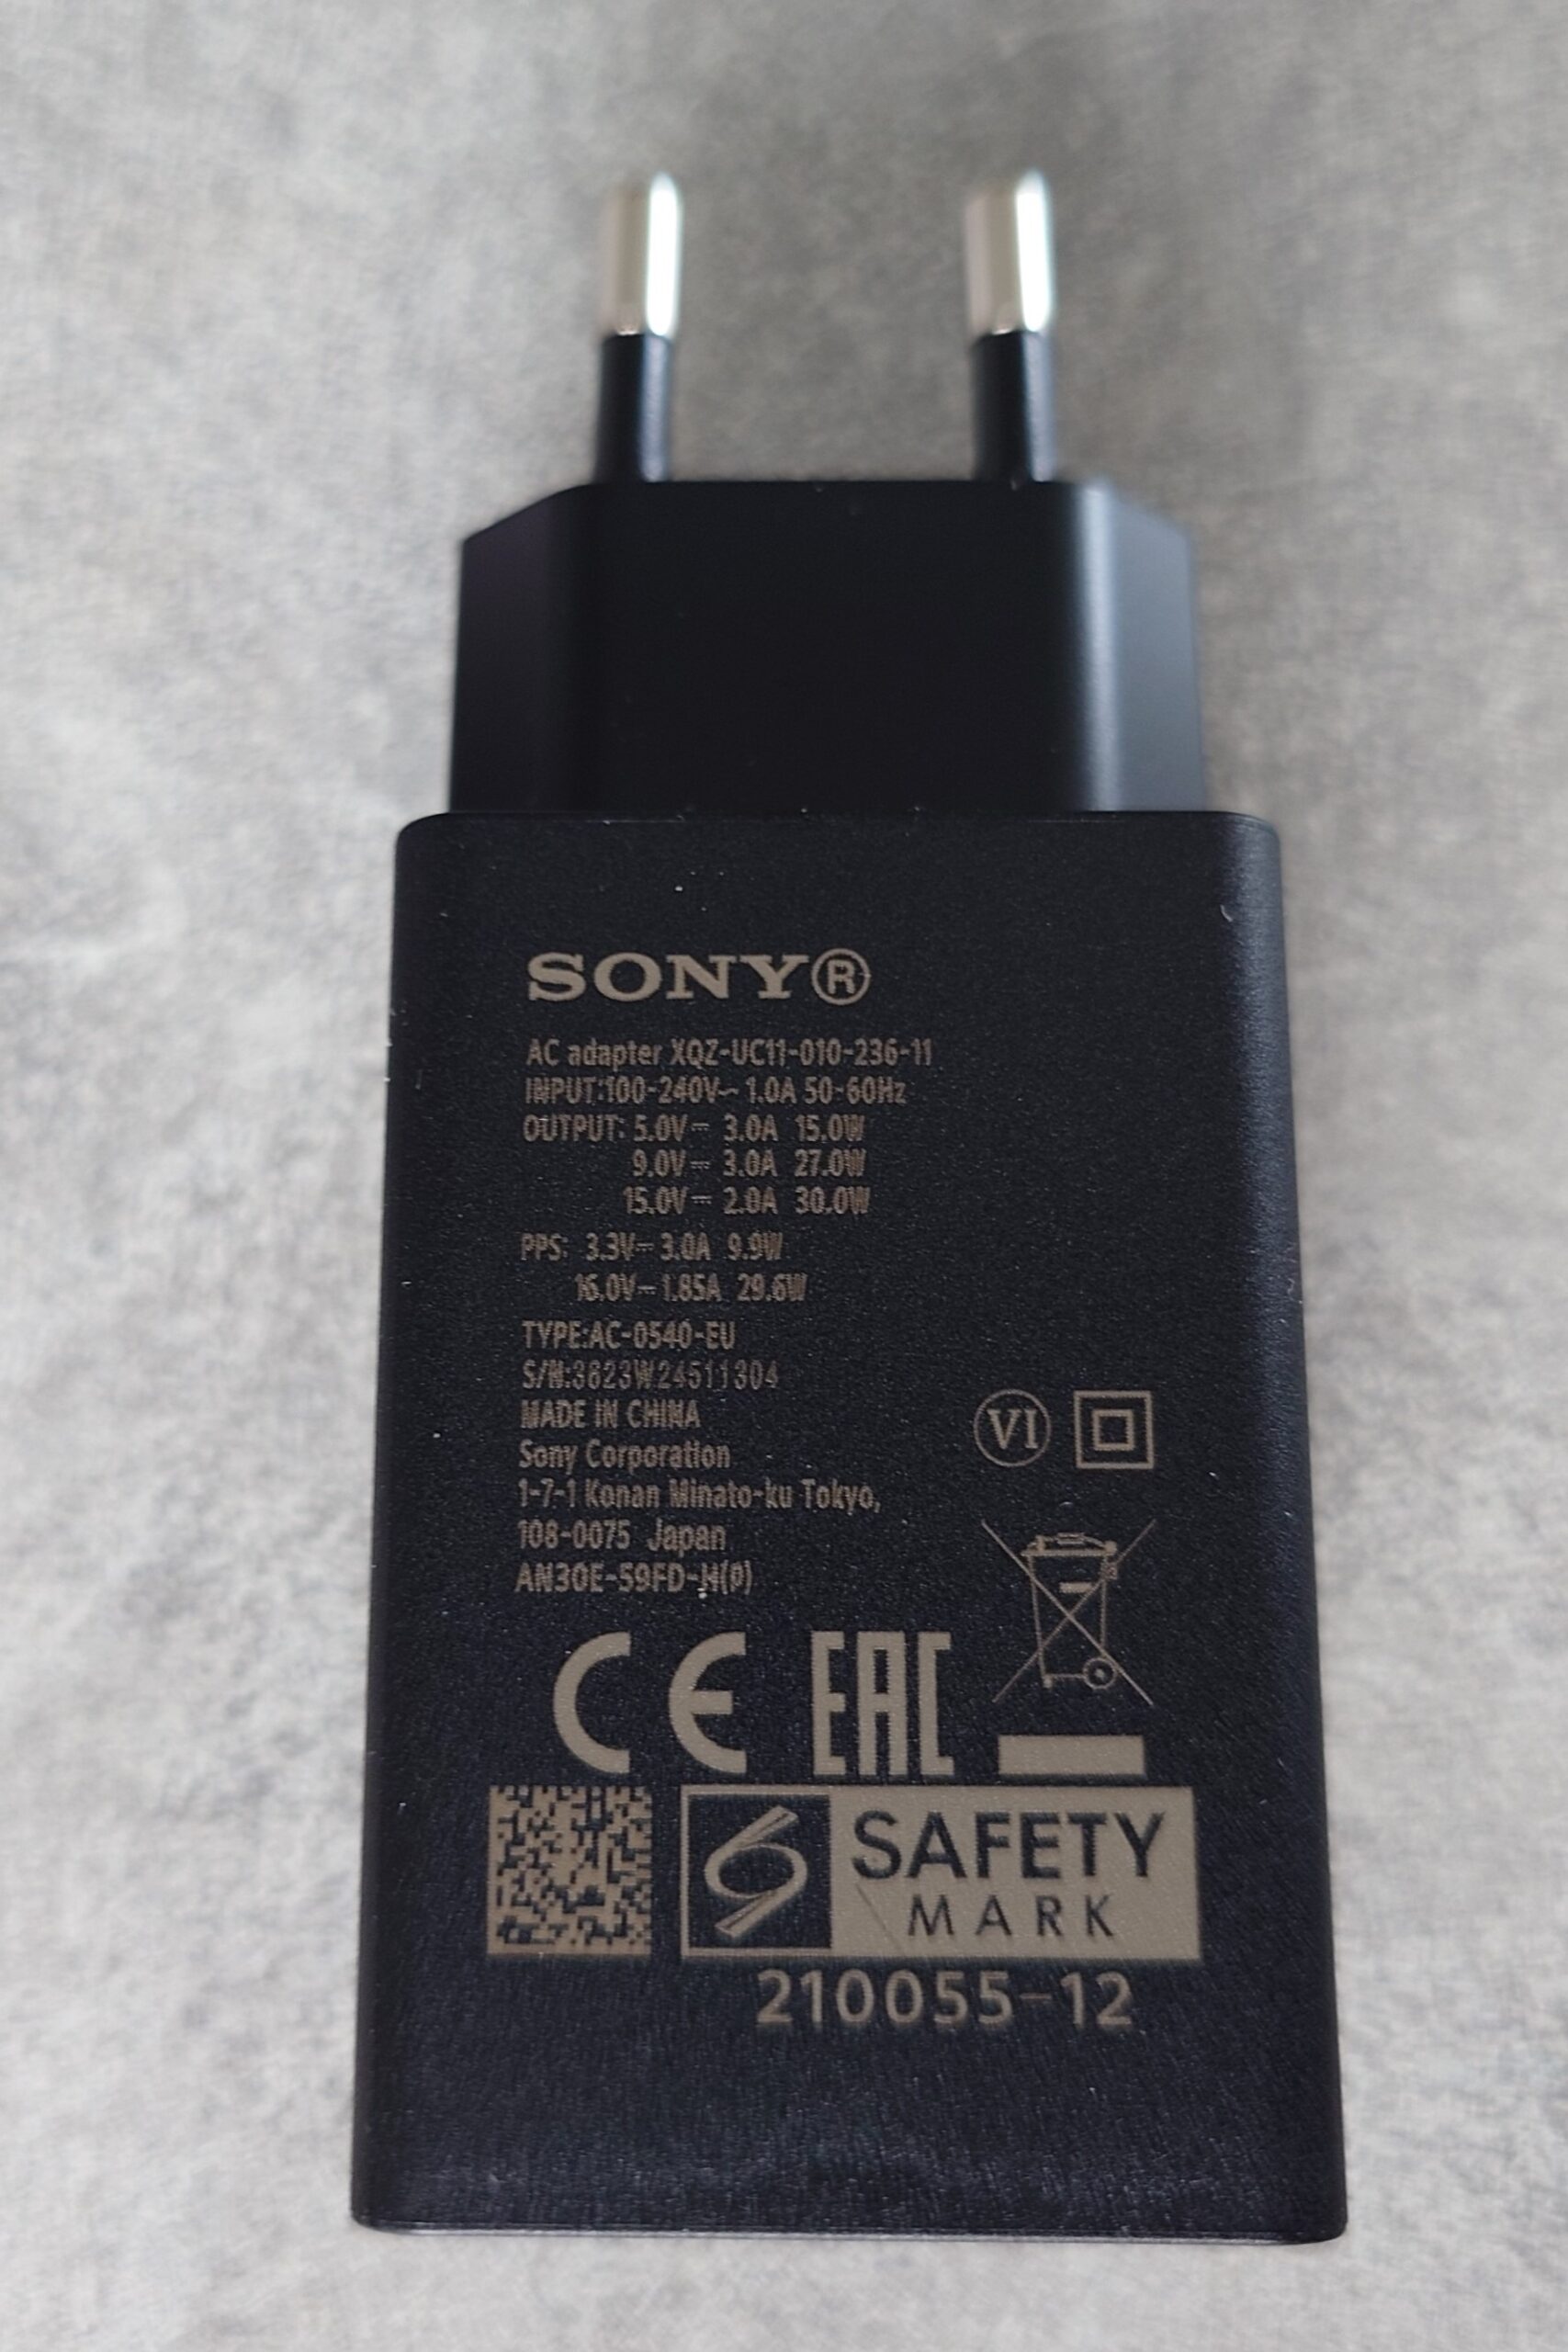 SONY®
AC adapter XQZ-UC11-010-236-11
INPUT:100-240V~ 1.0A 50-60Hz
OUTPUT: 5.0V⎓ 3.0A 15.0W
9.0V⎓ 3.0A 27.0W
15.0V⎓ 2.0A 30.0W
PPS: 3.3V⎓3.0A 9.9W
16.0V⎓1.85A 29.6W
TYPE:AC-0540-EU
S/N:3823W24511304
MADE IN CHINA
Sony Corporation
1-7-1 Konan Minato-ku Tokyo,
108-0075 Japan
AN30E-59FD-H(P)
VI
CE EAC
SAFETY
MARK
210055-12